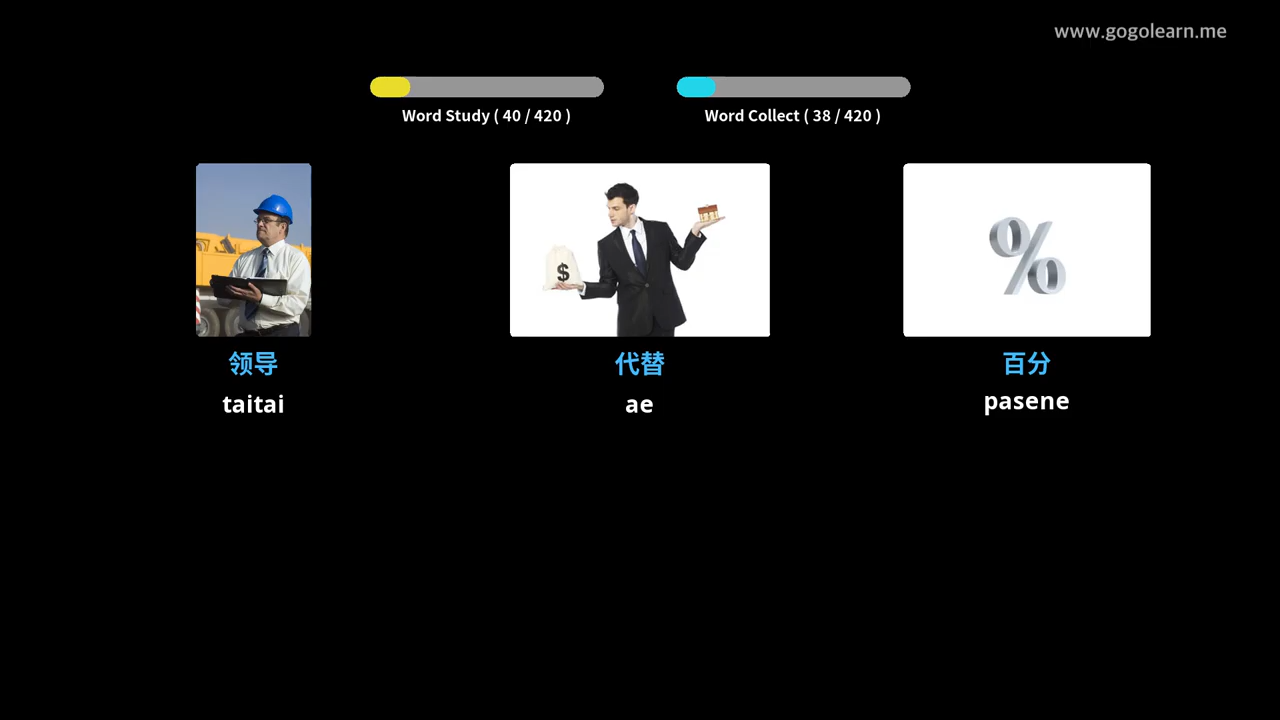 www.gogolearn.me
Word Study ( 40 / 420 )
Word Collect ( 38 / 420 )
$
%
领导
代替
百分
taitai
ae
pasene